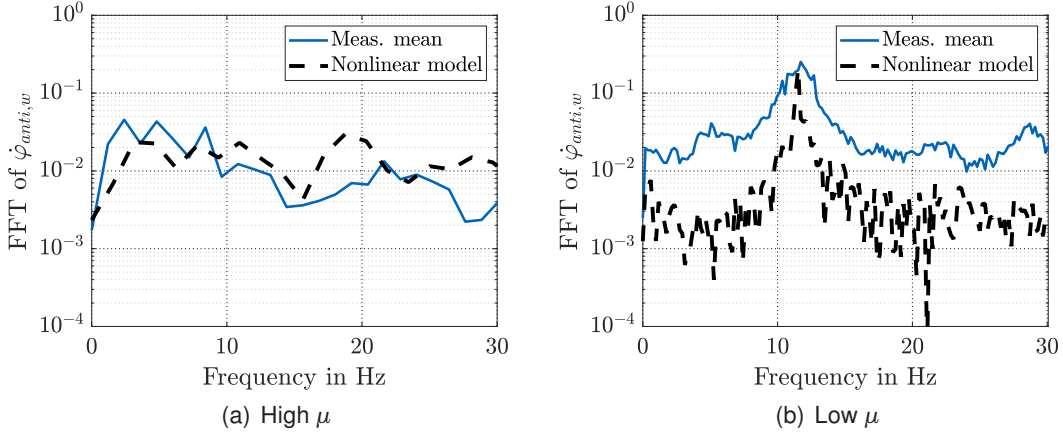 10^0
10^-1
10^-2
10^-3
10^-4
FFT of φ̇_anti,w
Meas. mean
Nonlinear model
0 10 20 30
Frequency in Hz
(a) High μ
10^0
10^-1
10^-2
10^-3
10^-4
FFT of φ̇_anti,w
Meas. mean
Nonlinear model
0 10 20 30
Frequency in Hz
(b) Low μ